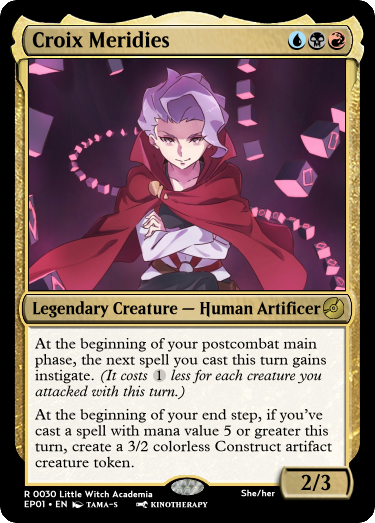 Croix Meridies
Legendary Creature — Human Artificer
At the beginning of your postcombat main
phase, the next spell you cast this turn gains
instigate. (It costs 1 less for each creature you
attacked with this turn.)
At the beginning of your end step, if you've
cast a spell with mana value 5 or greater this
turn, create a 3/2 colorless Construct artifact
creature token.
2/3
R 0030 Little Witch Academia She/her
EP01 • EN TAMA-S KINOTHERAPY